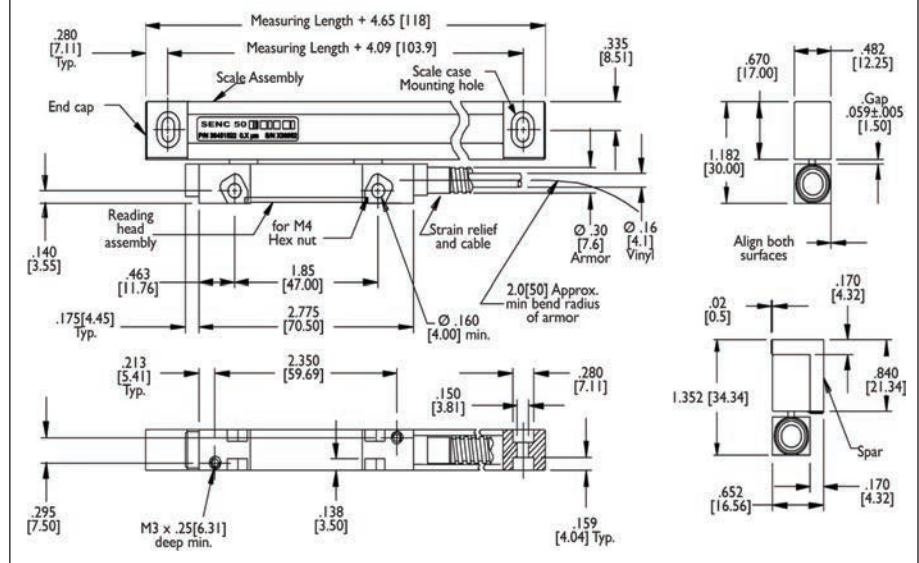 Measuring Length + 4.65 [118]
.280
[7.11]
Typ.
Measuring Length + 4.09 [103.9]
.335
[8.51]
Scale Assembly
Scale case
Mounting hole
End cap
SENC 50
.482
[12.25]
.670
[17.00]
Gap
.059±.005
[1.50]
1.182
[30.00]
Align both
surfaces
.140
[3.55]
Reading
head
assembly
for M4
Hex nut
Strain relief
and cable
Ø .30
[7.6]
Armor
Ø .16
[4.1]
Vinyl
.463
[11.76]
1.85
[47.00]
2.775
[70.50]
.175[4.45]
Typ.
Ø .160
[4.00] min.
2.0[50] Approx.
min bend radius
of armor
.02
[0.5]
.170
[4.32]
.840
[21.34]
1.352 [34.34]
Spar
.652
[16.56]
.170
[4.32]
.213
[5.41]
Typ.
2.350
[59.69]
.150
[3.81]
.280
[7.11]
.295
[7.50]
M3 x .25[6.31]
deep min.
.138
[3.50]
.159
[4.04] Typ.